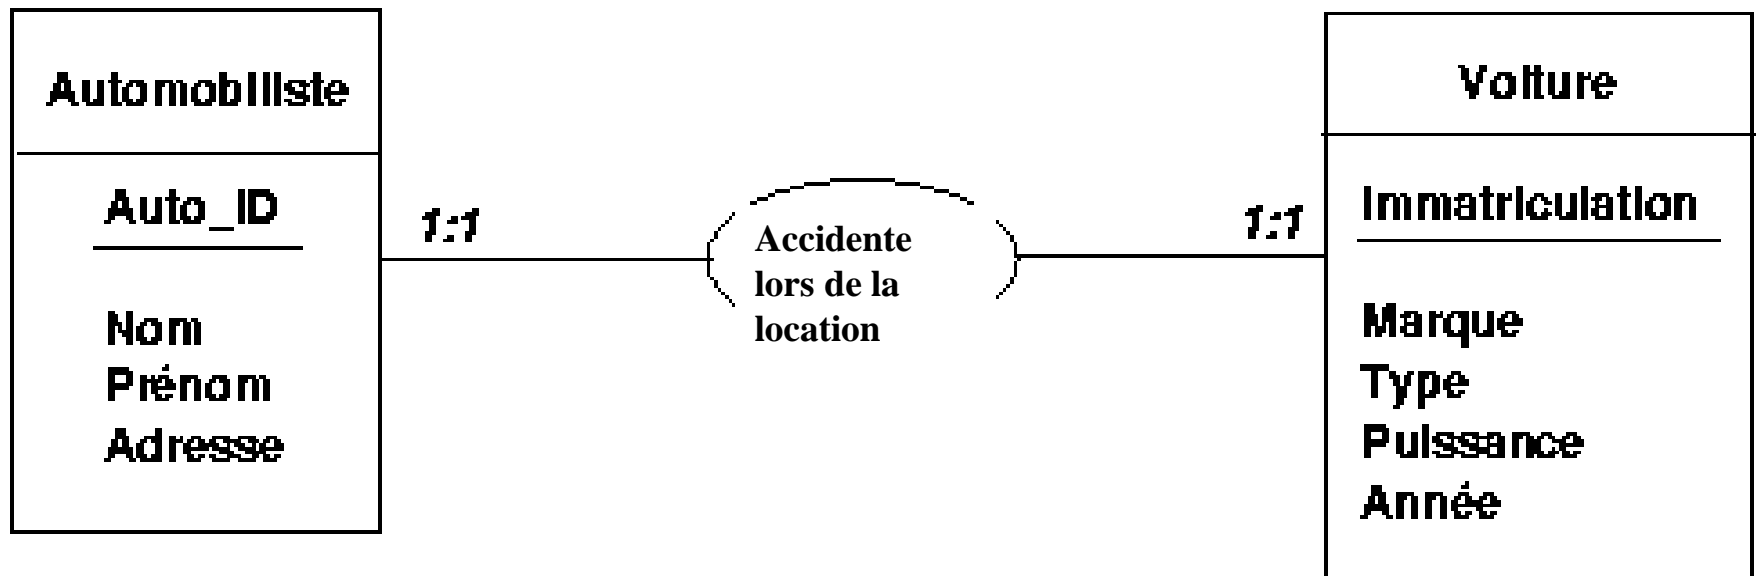 Automobiliste
Auto_ID
Nom
Prénom
Adresse
1:1
Accidente
lors de la
location
1:1
Voiture
Immatriculation
Marque
Type
Puissance
Année